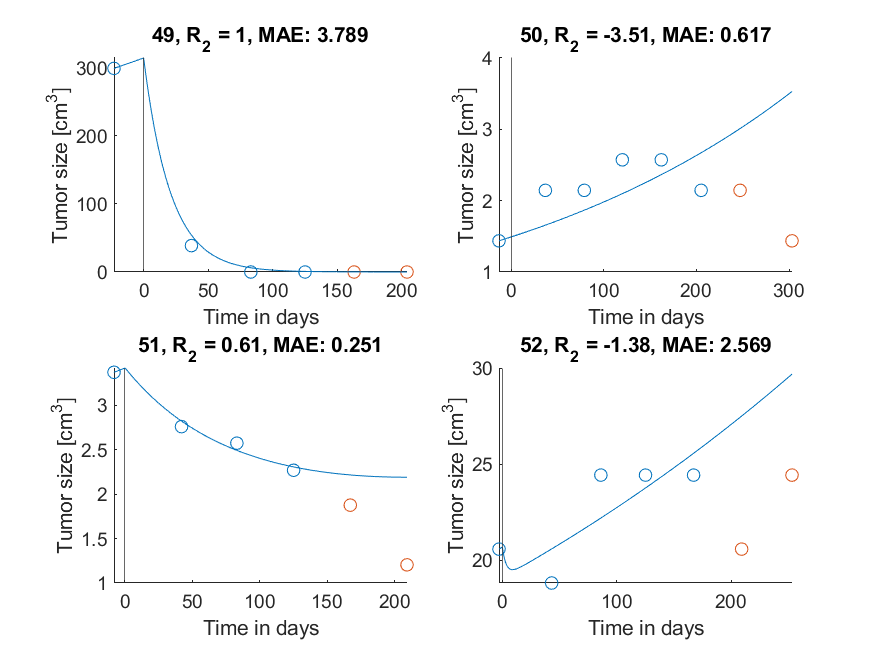 49, R2 = 1, MAE: 3.789
300
200
100
0
Tumor size [cm3]
0 50 100 150 200
Time in days
50, R2 = -3.51, MAE: 0.617
4
3
2
1
Tumor size [cm3]
0 100 200 300
Time in days
51, R2 = 0.61, MAE: 0.251
3
2.5
2
1.5
1
Tumor size [cm3]
0 50 100 150 200
Time in days
52, R2 = -1.38, MAE: 2.569
30
25
20
Tumor size [cm3]
0 100 200
Time in days